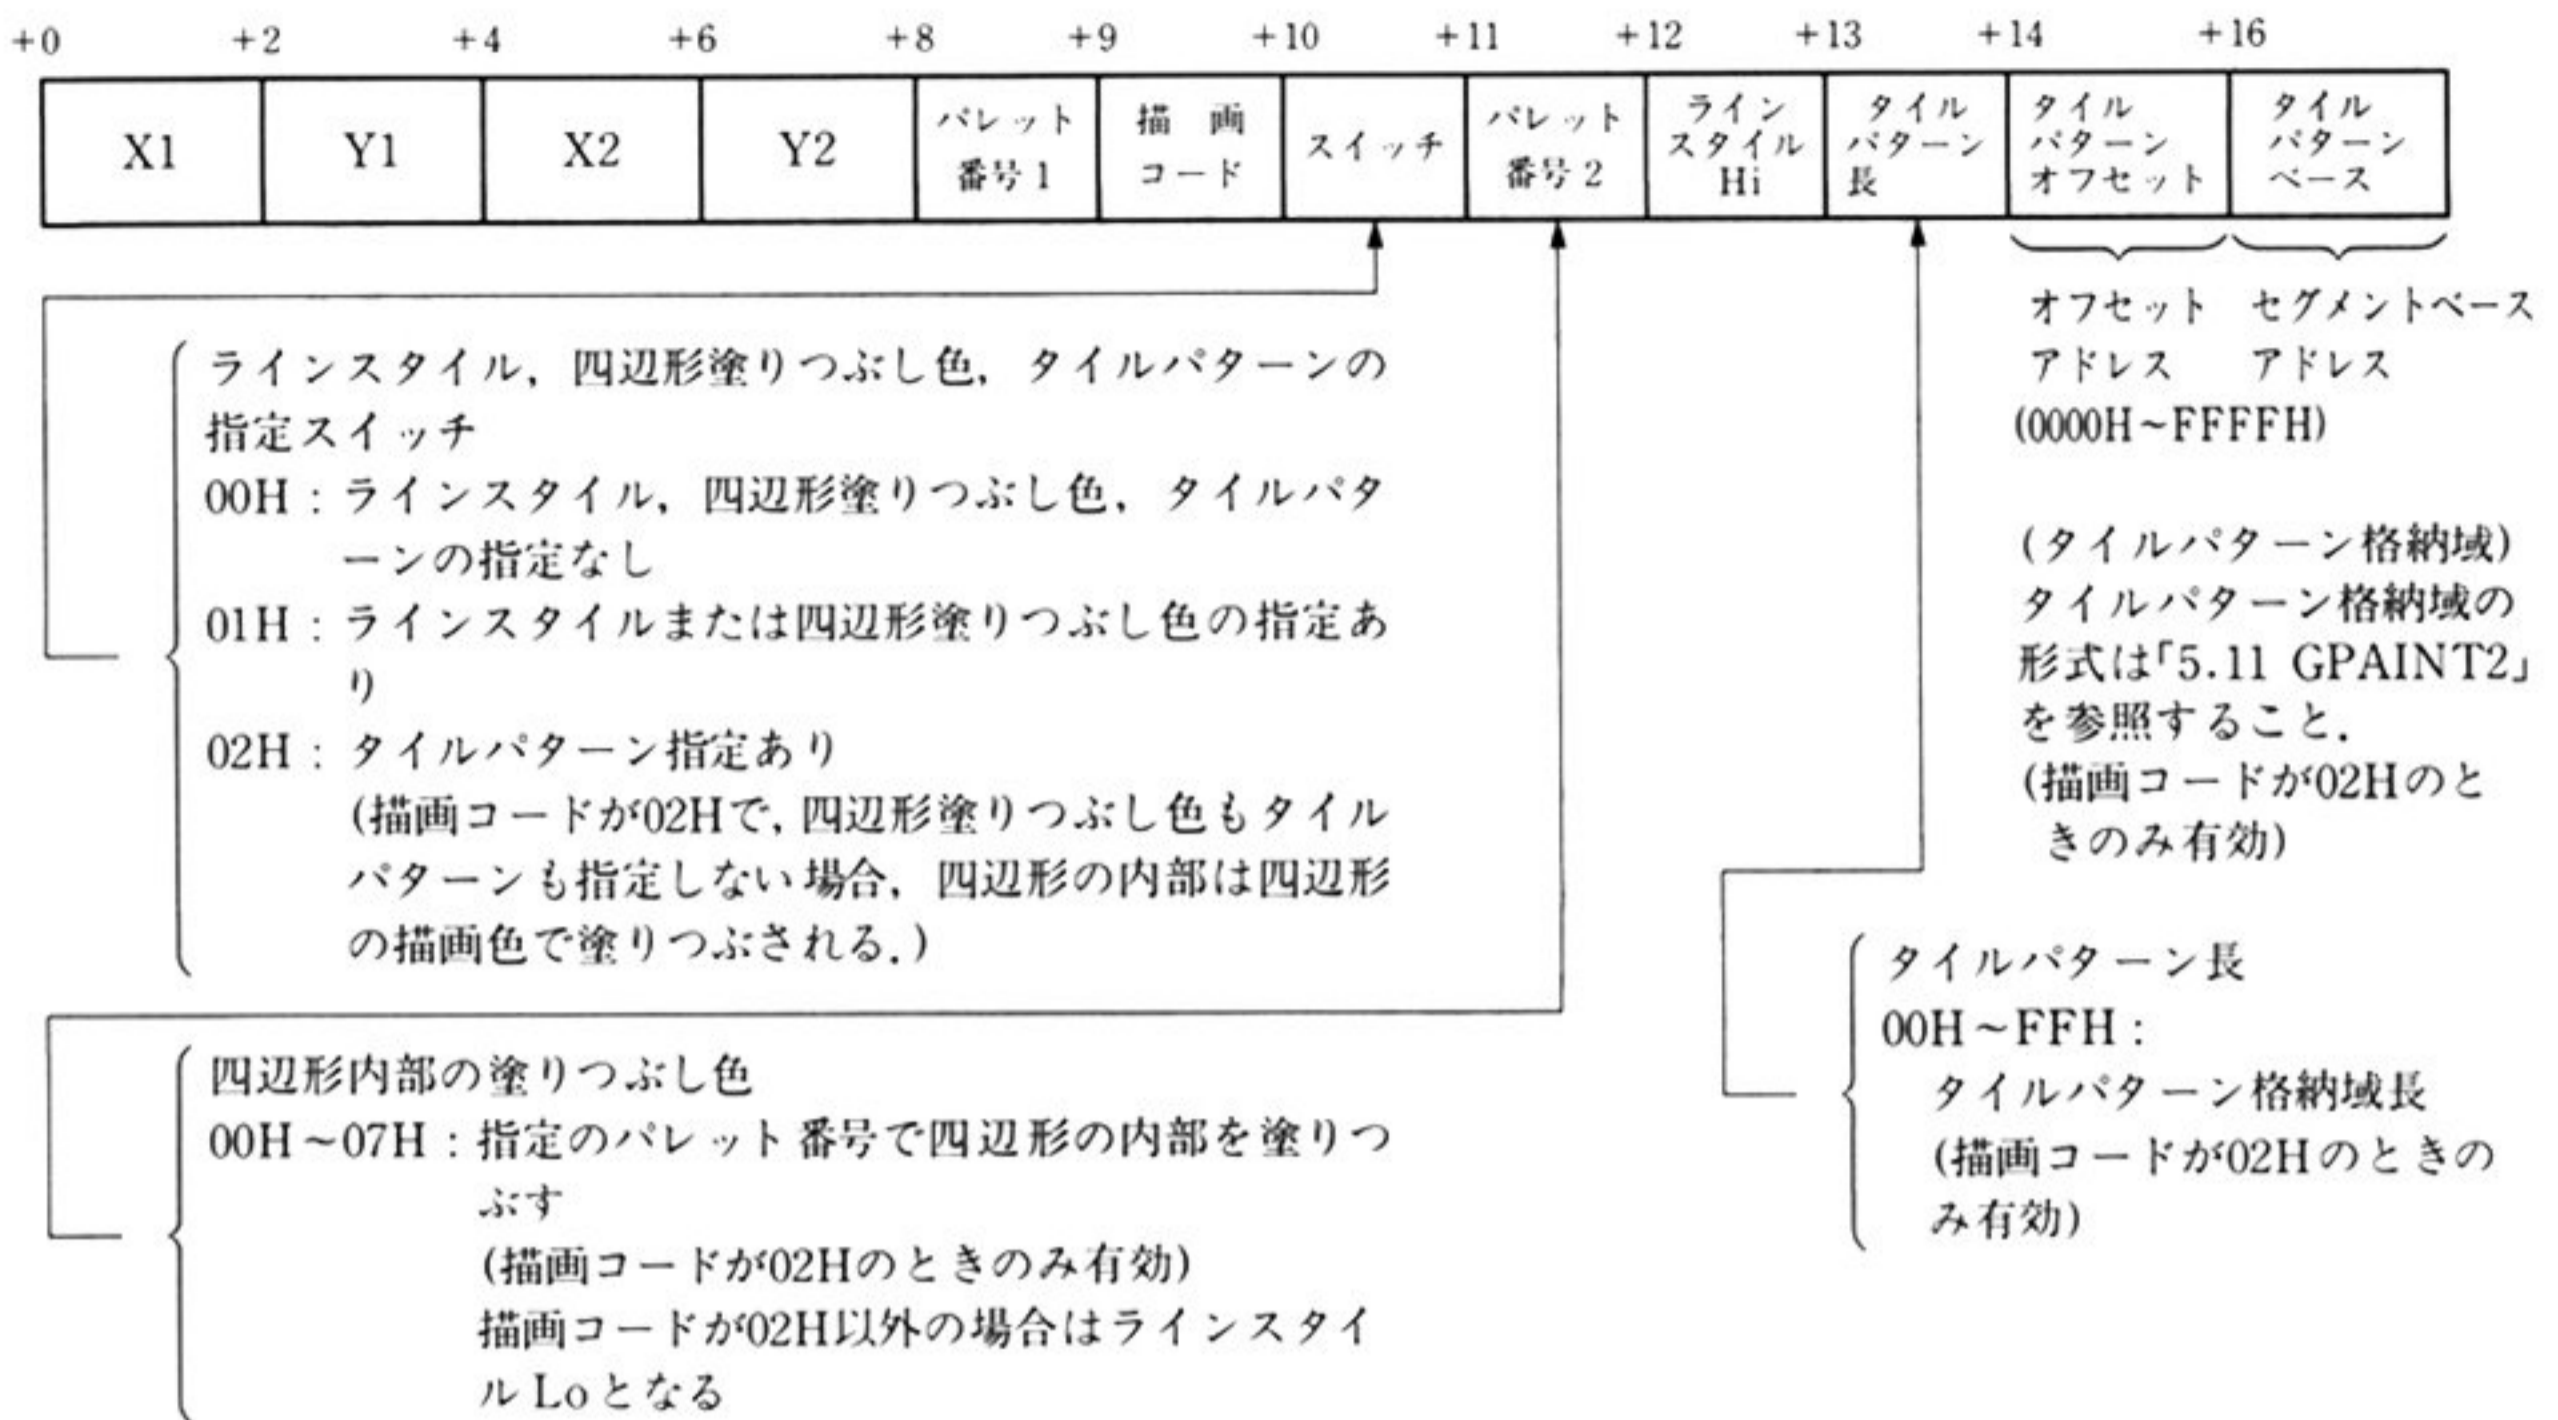 +0 +2 +4 +6 +8 +9 +10 +11 +12 +13 +14 +16
X1 Y1 X2 Y2
パレット
番号1
描画
コード
スイッチ
パレット
番号2
ライン
スタイル
Hi
タイル
パターン
長
タイル
パターン
オフセット
タイル
パターン
ベース
ラインスタイル，四辺形塗りつぶし色，タイルパターンの
指定スイッチ
00H：ラインスタイル，四辺形塗りつぶし色，タイルパタ
ーンの指定なし
01H：ラインスタイルまたは四辺形塗りつぶし色の指定あ
り
02H：タイルパターン指定あり
(描画コードが02Hで，四辺形塗りつぶし色もタイル
パターンも指定しない場合，四辺形の内部は四辺形
の描画色で塗りつぶされる．)
四辺形内部の塗りつぶし色
00H～07H：指定のパレット番号で四辺形の内部を塗りつ
ぶす
(描画コードが02Hのときのみ有効)
描画コードが02H以外の場合はラインスタイ
ルLoとなる
オフセット
アドレス
セグメントベース
アドレス
(0000H～FFFFH)
(タイルパターン格納域)
タイルパターン格納域の
形式は「5.11 GPAINT2」
を参照すること．
(描画コードが02Hのと
きのみ有効)
タイルパターン長
00H～FFH：
タイルパターン格納域長
(描画コードが02Hのときの
み有効)